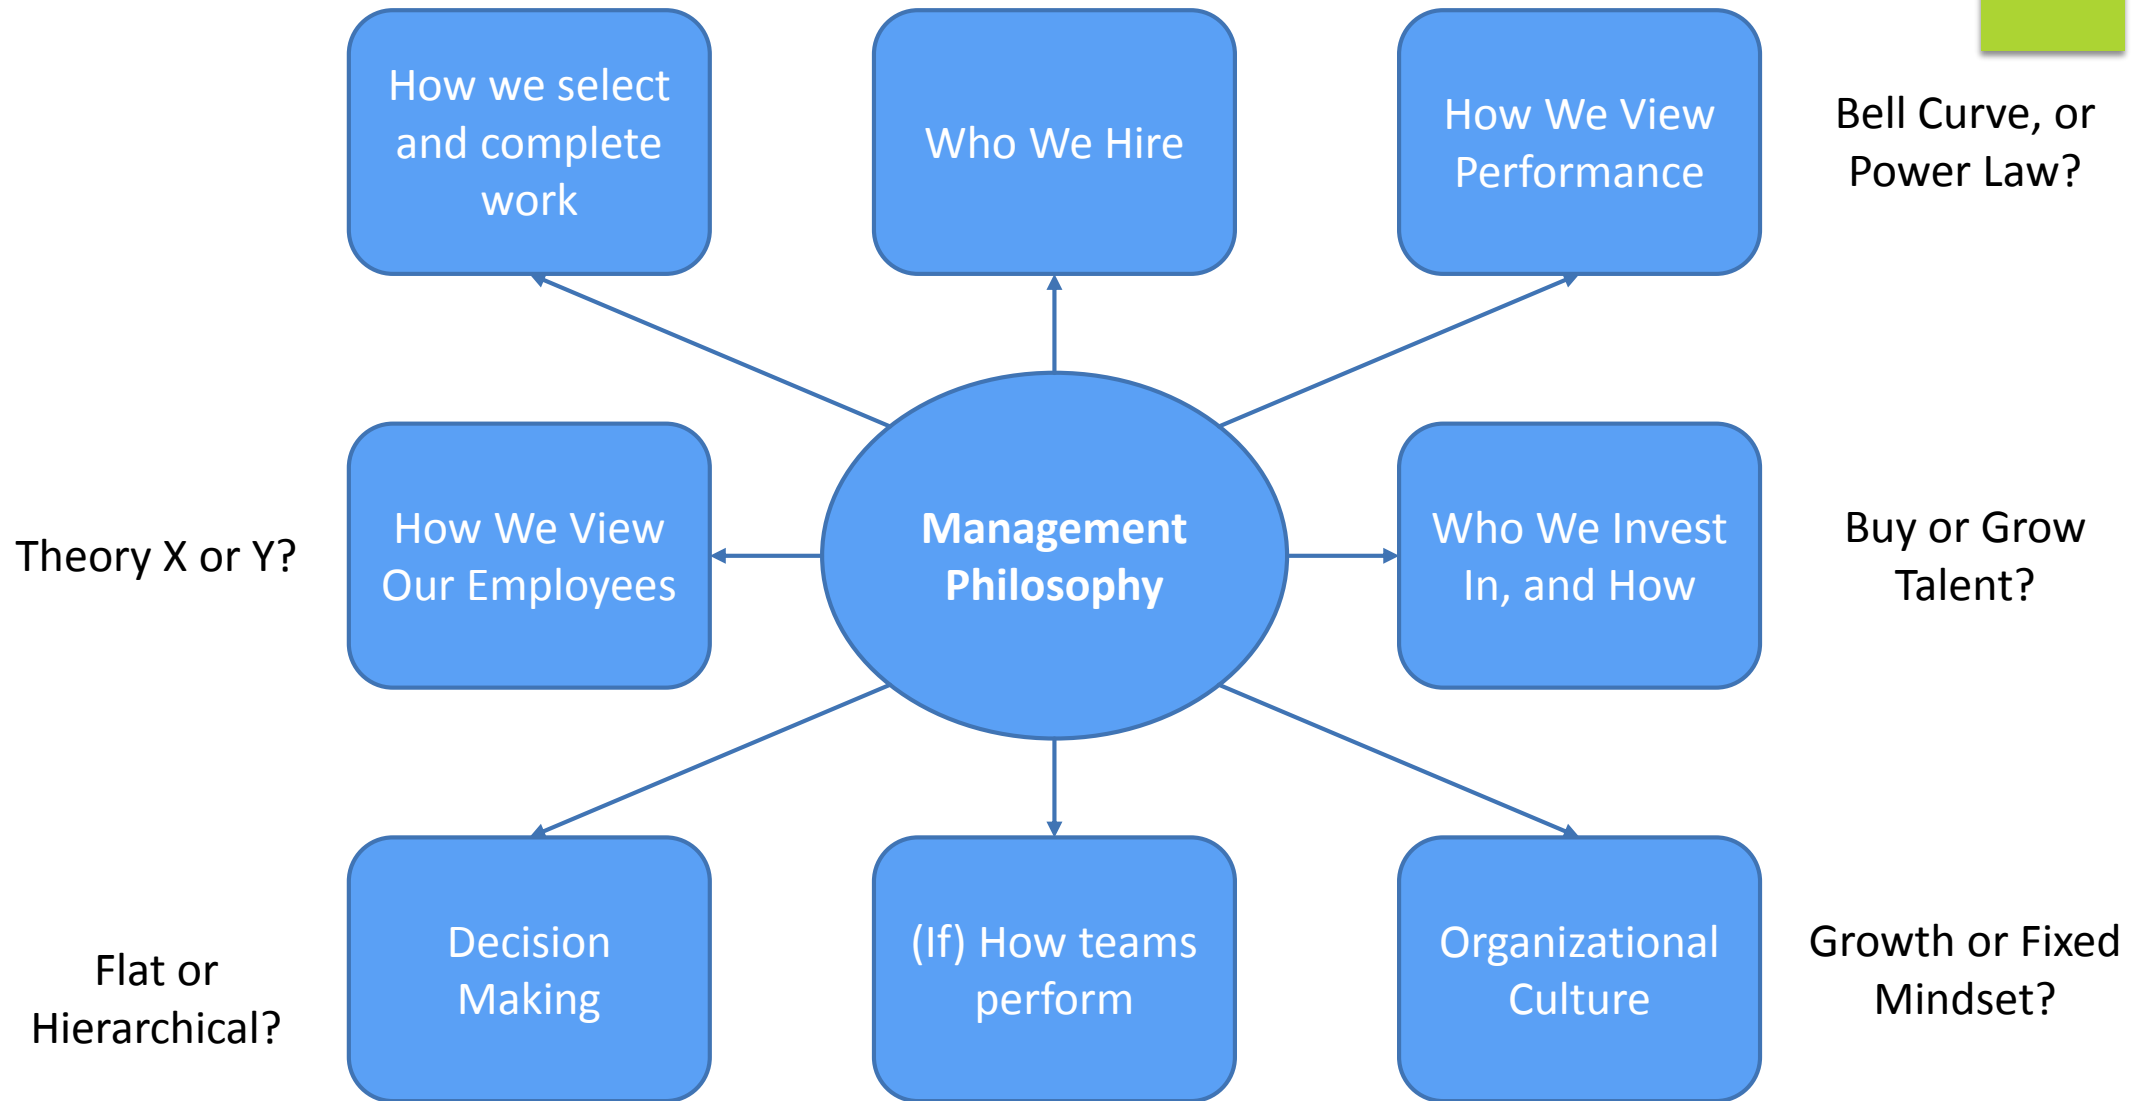 How we select
and complete
work
Who We Hire
How We View
Performance
Bell Curve, or
Power Law?
Theory X or Y?
How We View
Our Employees
Management
Philosophy
Who We Invest
In, and How
Buy or Grow
Talent?
Flat or
Hierarchical?
Decision
Making
(If) How teams
perform
Organizational
Culture
Growth or Fixed
Mindset?